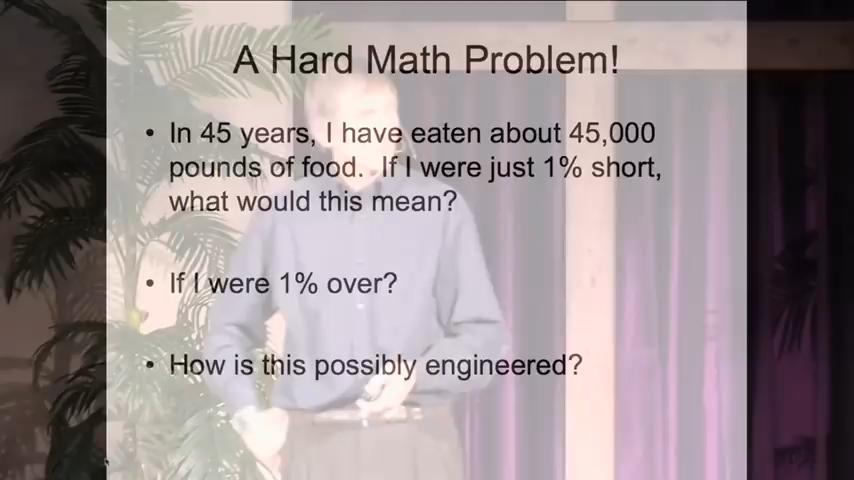 A Hard Math Problem!
• In 45 years, I have eaten about 45,000
pounds of food. If I were just 1% short,
what would this mean?
• If I were 1% over?
• How is this possibly engineered?